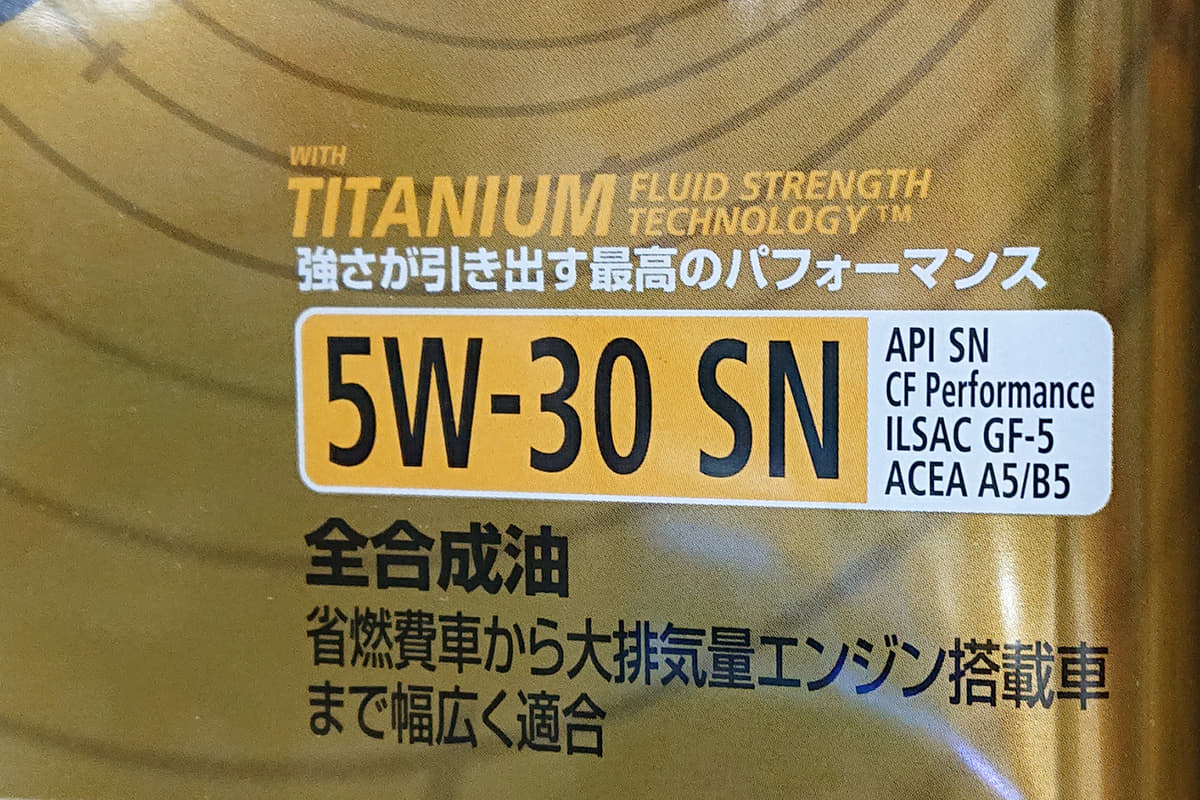 WITH
TITANIUM FLUID STRENGTH
TECHNOLOGY™
強さが引き出す最高のパフォーマンス
5W-30 SN
API SN
CF Performance
ILSAC GF-5
ACEA A5/B5
全合成油
省燃費車から大排気量エンジン搭載車
まで幅広く適合